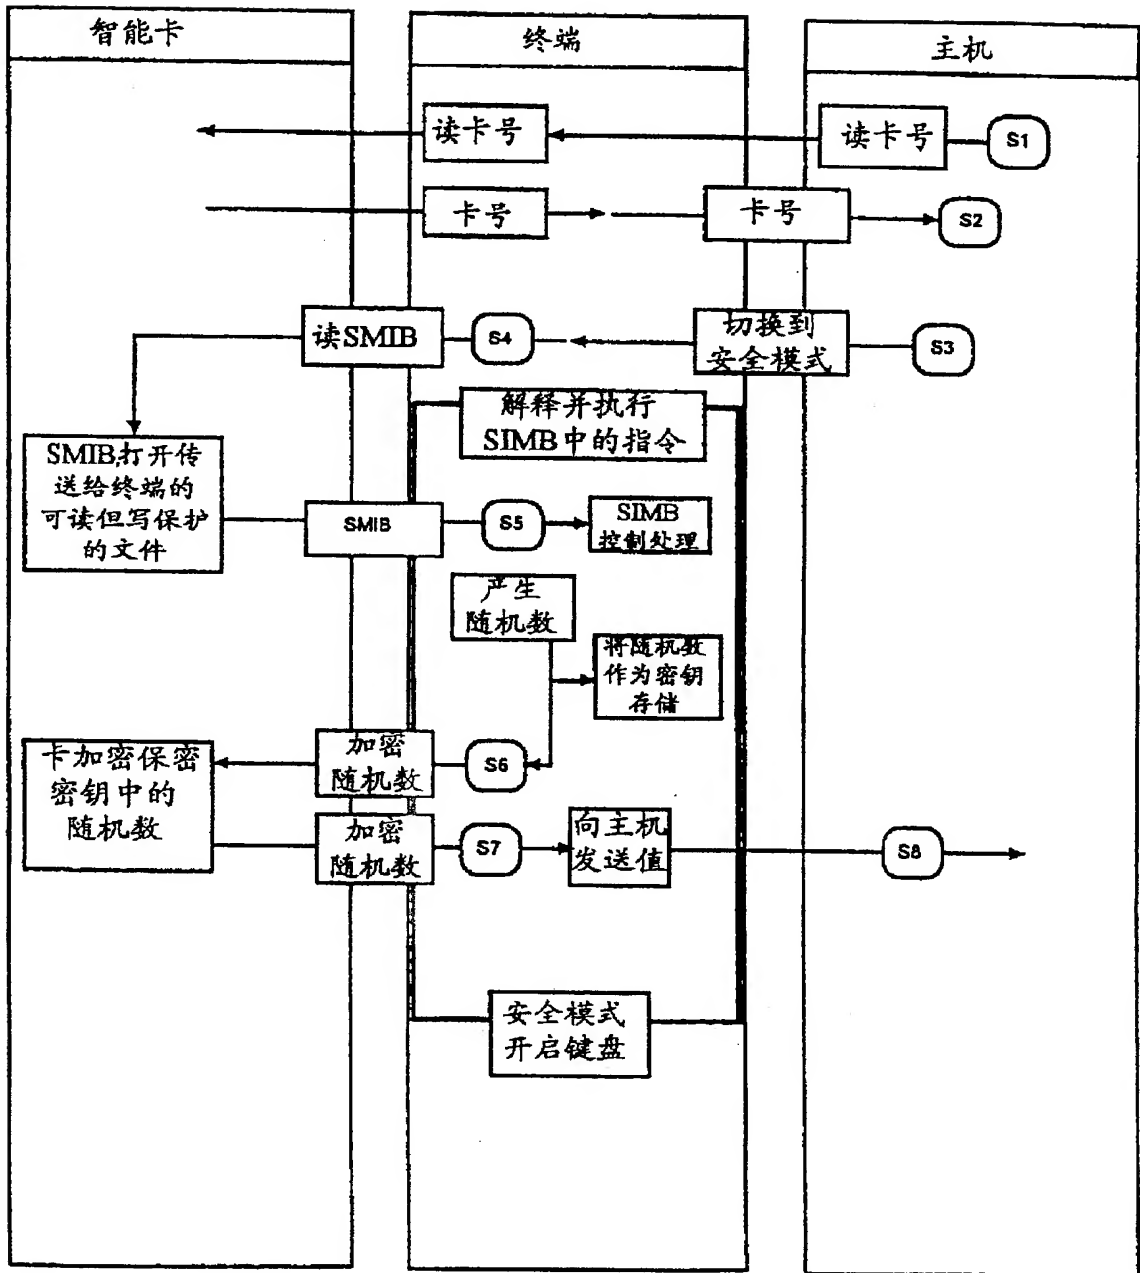 智能卡
终端
主机
读卡号
读卡号
S1
卡号
卡号
S2
读SMIB
S4
切换到
安全模式
S3
解释并执行
SIMB中的指令
SMIB,打开传
送给终端的
可读但写保护
的文件
SMIB
S5
SIMB
控制处理
产生
随机数
将随机数
作为密钥
存储
卡加密保密
密钥中的
随机数
加密
随机数
S6
加密
随机数
S7
向主机
发送值
S8
安全模式
开启键盘